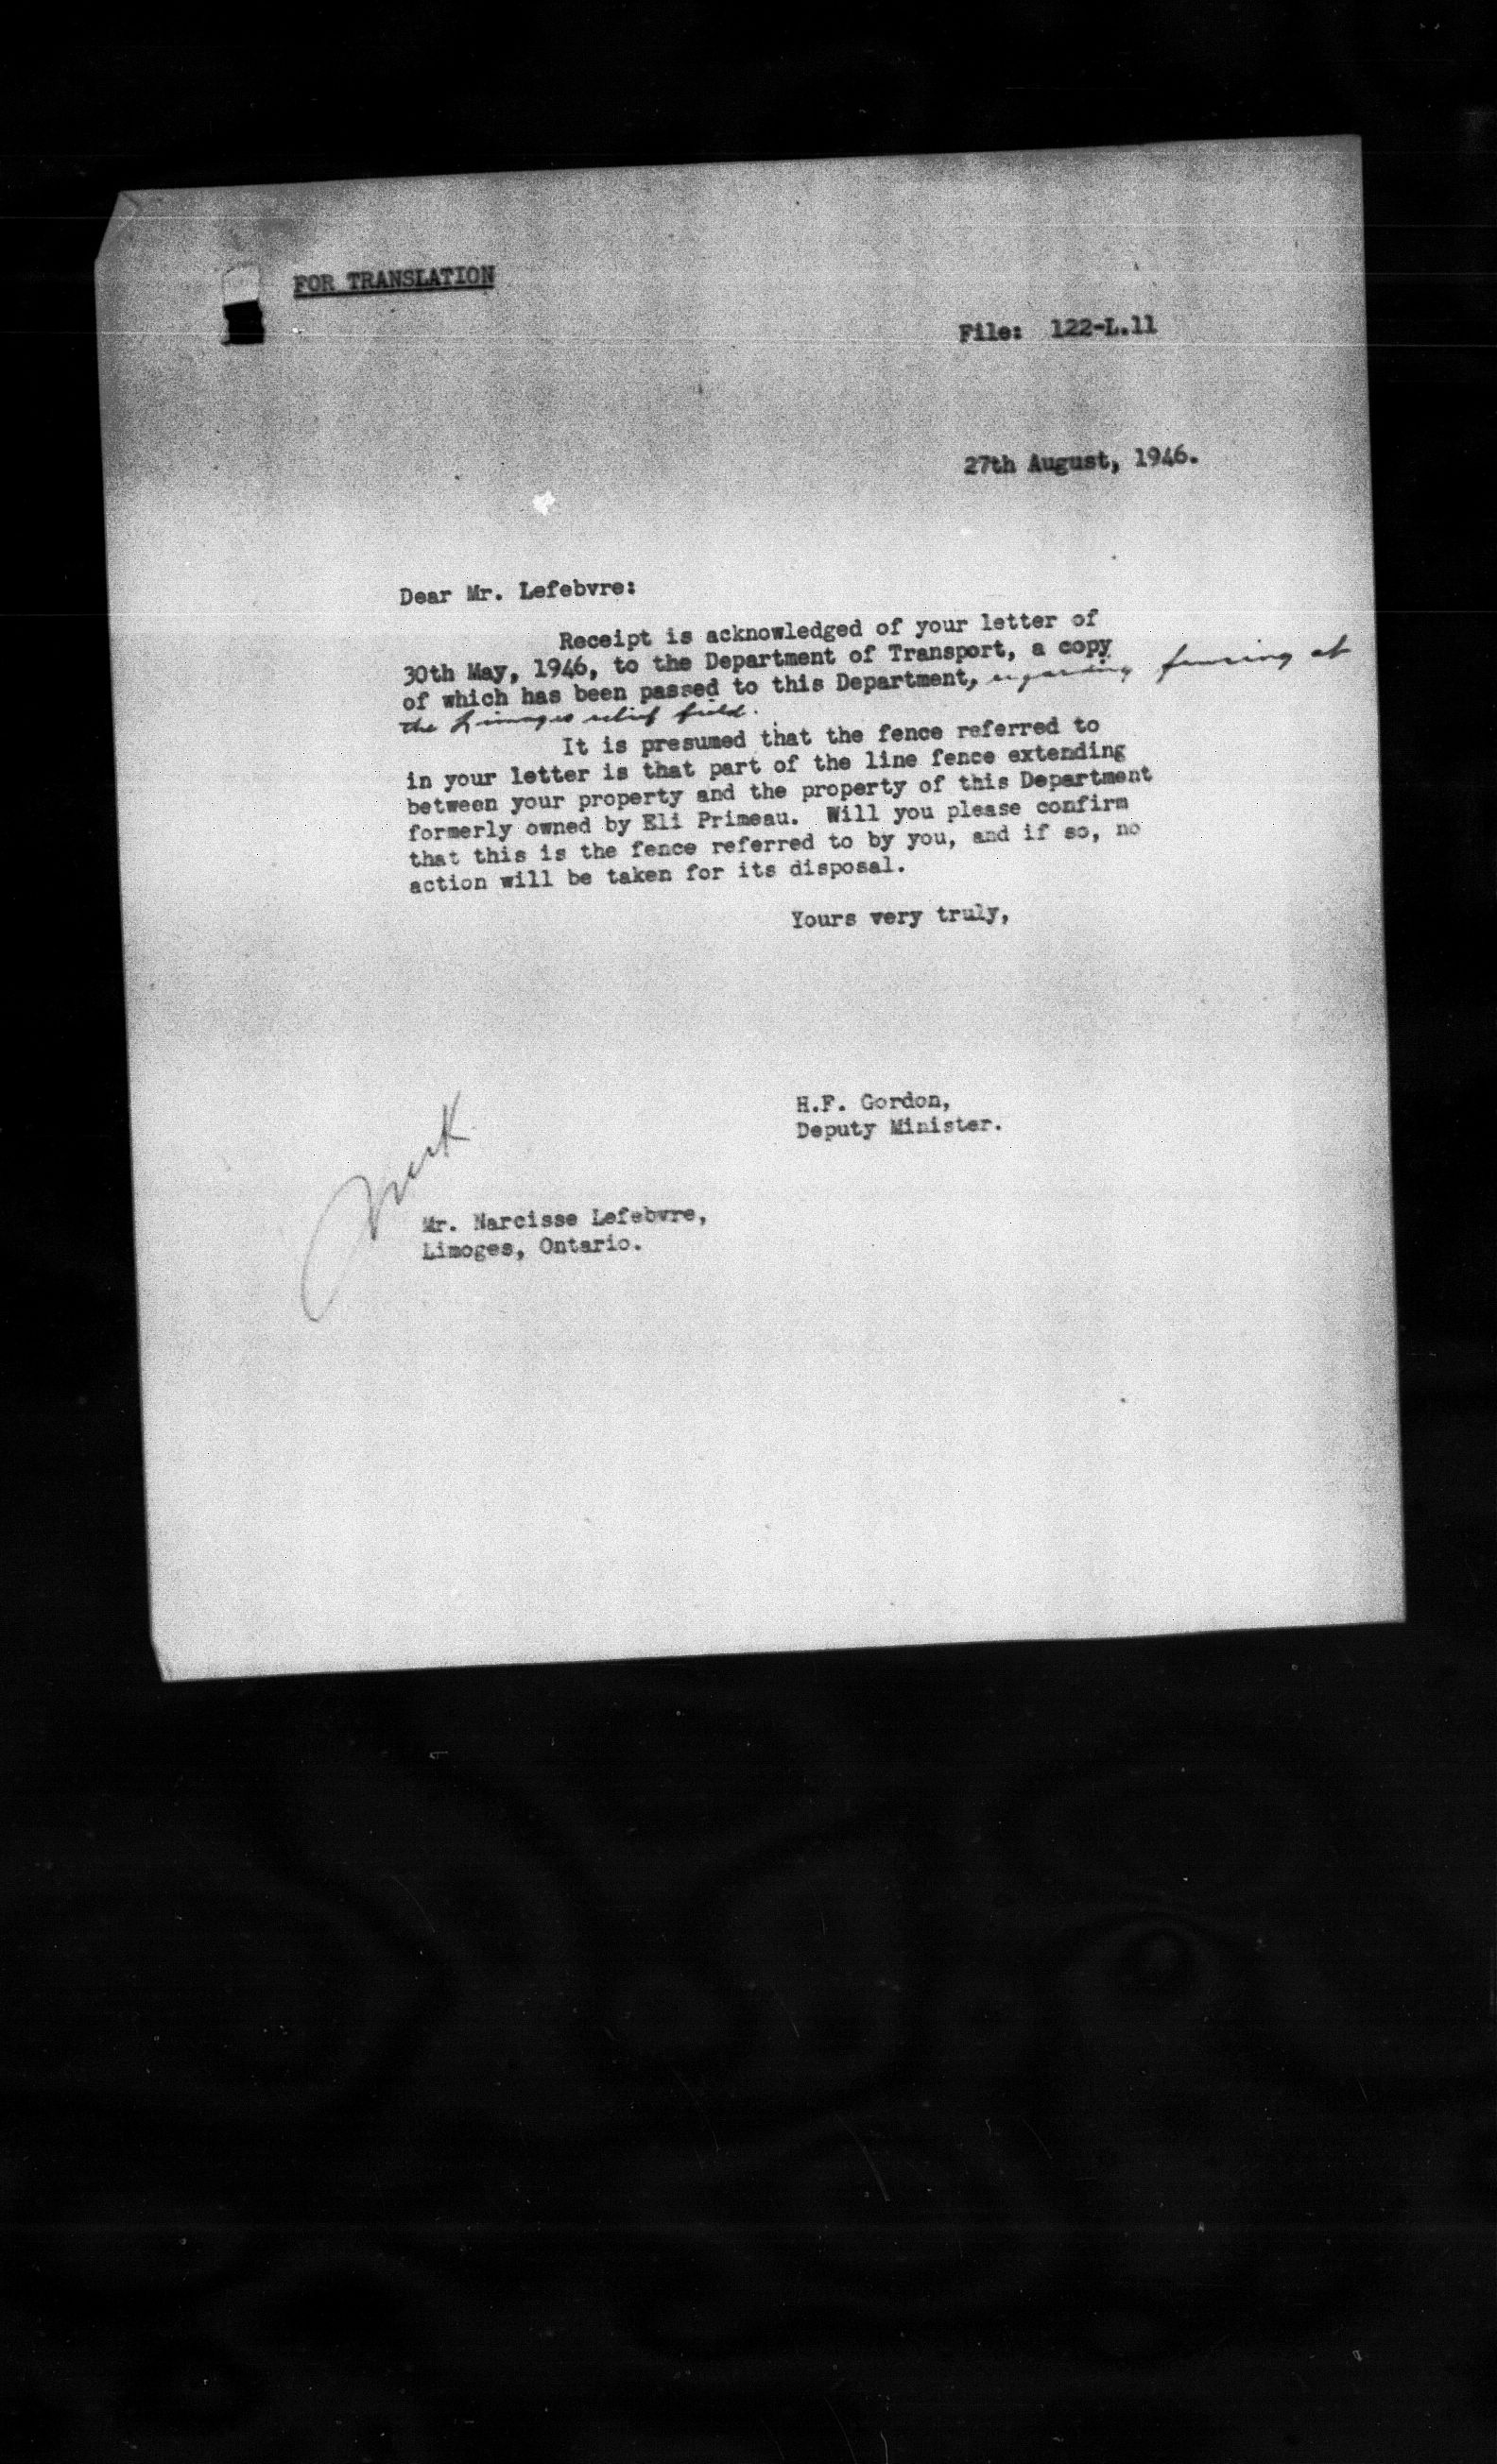 FOR TRANSLATION
File: 122-L.11
27th August, 1946.
Dear Mr. Lefebvre:
Receipt is acknowledged of your letter of
30th May, 1946, to the Department of Transport, a copy
of which has been passed to this Department, regarding fencing at
the Limoges relief field.
It is presumed that the fence referred to
in your letter is that part of the line fence extending
between your property and the property of this Department
formerly owned by Eli Primeau. Will you please confirm
that this is the fence referred to by you, and if so, no
action will be taken for its disposal.
Yours very truly,
H.F. Gordon,
Deputy Minister.
Mr. Narcisse Lefebvre,
Limoges, Ontario.